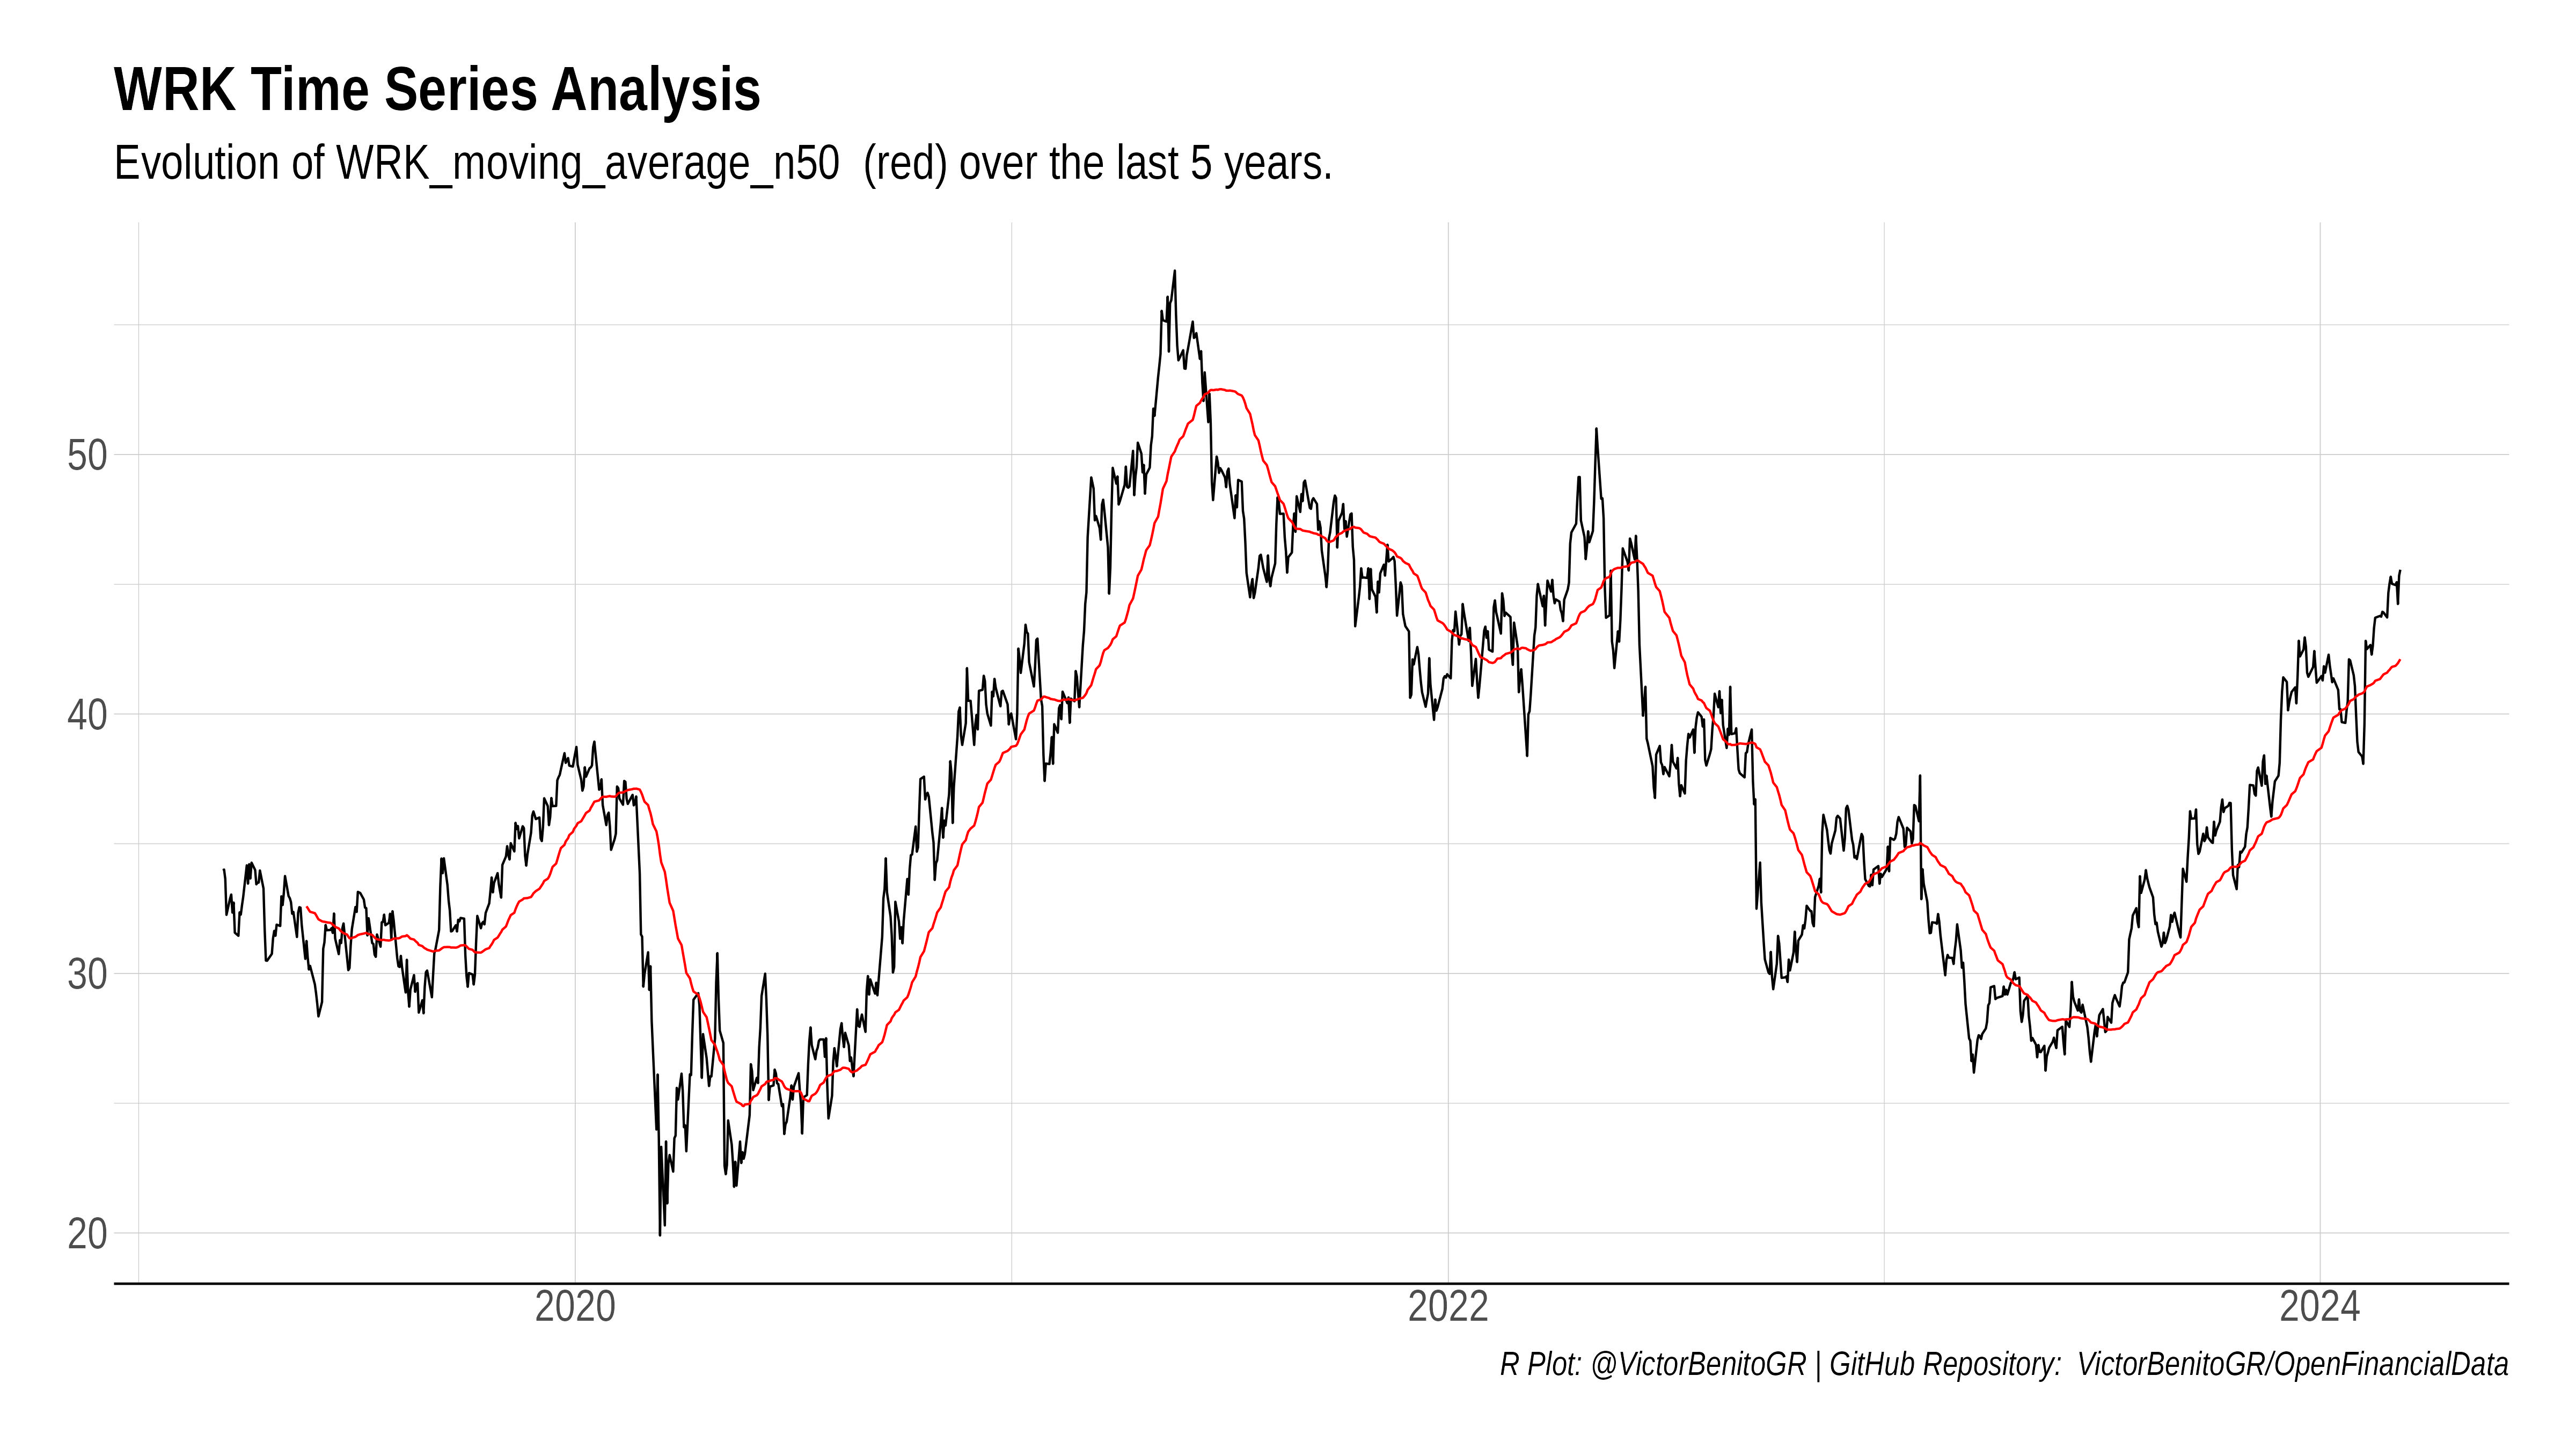 WRK Time Series Analysis
Evolution of WRK_moving_average_n50  (red) over the last 5 years.
50
40
30
20
2020 2022 2024
R Plot: @VictorBenitoGR | GitHub Repository:  VictorBenitoGR/OpenFinancialData